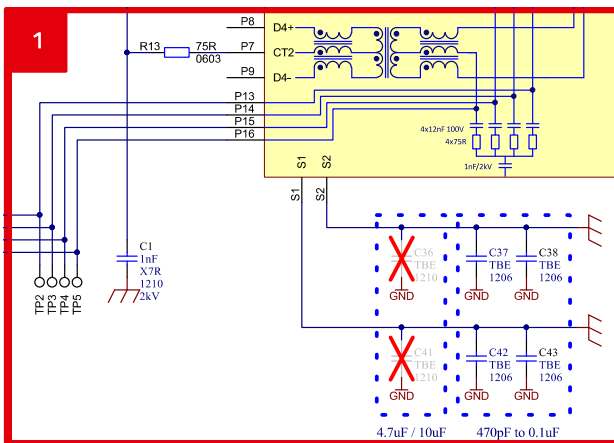 1
P8
D4+
R13
75R
0603
P7
CT2
P9
D4-
P13
P14
P15
P16
4x12nF 100V
4x75R
1nF/2kV
S1
S2
S1
S2
C1
1nF
X7R
1210
2kV
TP2
TP3
TP4
TP5
C36
TBE
1210
GND
C37
TBE
1206
GND
C38
TBE
1206
GND
C41
TBE
1210
GND
C42
TBE
1206
GND
C43
TBE
1206
GND
4.7uF / 10uF
470pF to 0.1uF